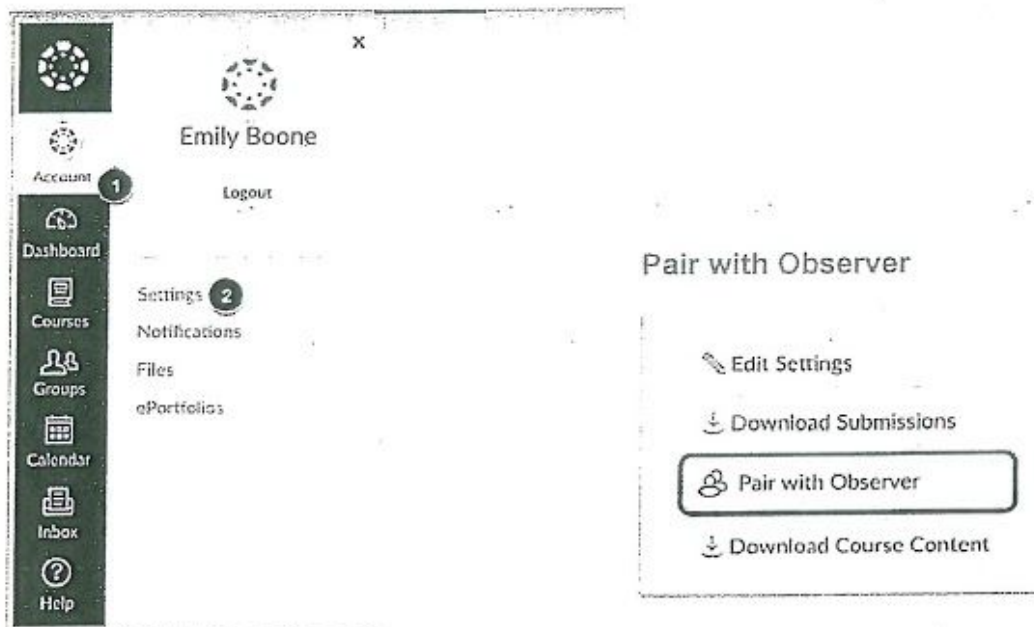 x
Emily Boone
Account
1
Logout
Dashboard
Settings 2
Courses
Notifications
Groups
Files
ePortfolios
Calendar
Inbox
Help
Pair with Observer
Edit Settings
Download Submissions
Pair with Observer
Download Course Content